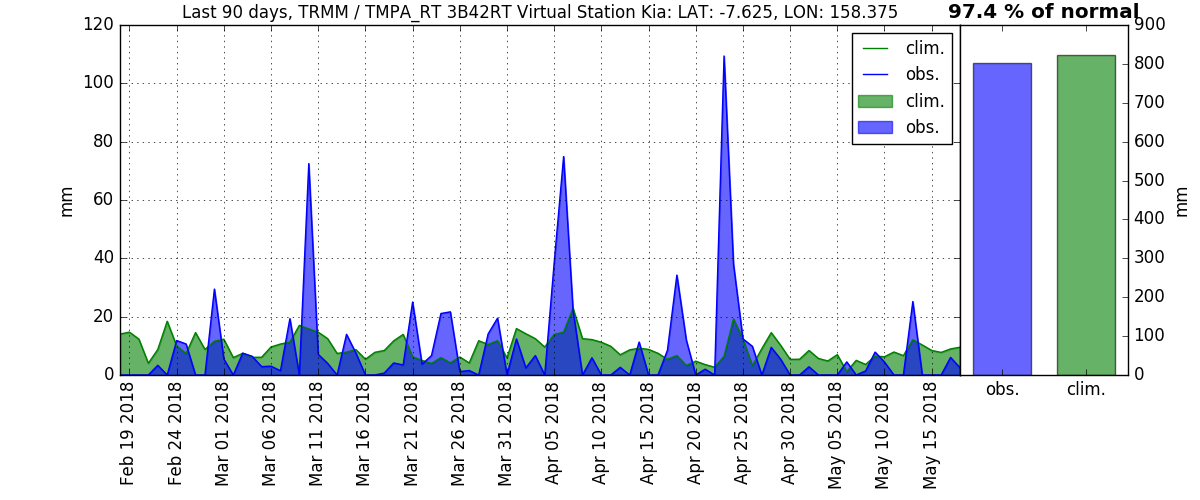 Last 90 days, TRMM / TMPA_RT 3B42RT Virtual Station Kia: LAT: -7.625, LON: 158.375
97.4 % of normal
120
100
80
60
40
20
0
mm
clim.
obs.
clim.
obs.
900
800
700
600
500
400
300
200
100
0
mm
Feb 19 2018
Feb 24 2018
Mar 01 2018
Mar 06 2018
Mar 11 2018
Mar 16 2018
Mar 21 2018
Mar 26 2018
Mar 31 2018
Apr 05 2018
Apr 10 2018
Apr 15 2018
Apr 20 2018
Apr 25 2018
Apr 30 2018
May 05 2018
May 10 2018
May 15 2018
obs.
clim.